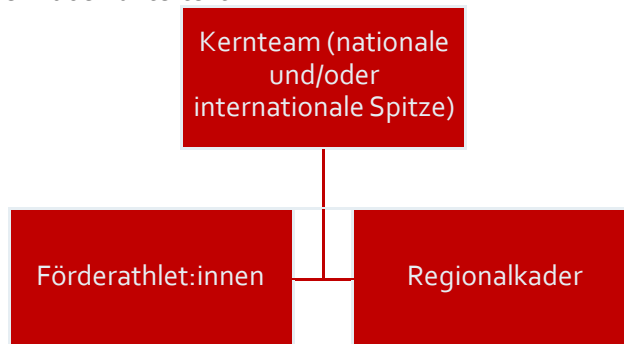 Kernteam (nationale
und/oder
internationale Spitze)
Förderathlet:innen
Regionalkader